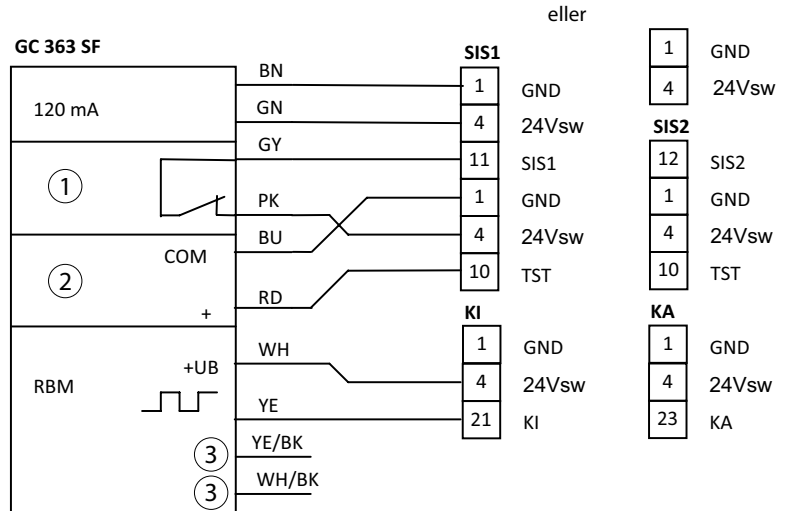 eller
GC 363 SF
120 mA
1
COM
2
+
+UB
RBM
3
3
BN
GN
GY
PK
BU
RD
WH
YE
YE/BK
WH/BK
SIS1
1 GND
4 24Vsw
11 SIS1
1 GND
4 24Vsw
10 TST
KI
1 GND
4 24Vsw
21 KI
1 GND
4 24Vsw
SIS2
12 SIS2
1 GND
4 24Vsw
10 TST
KA
1 GND
4 24Vsw
23 KA